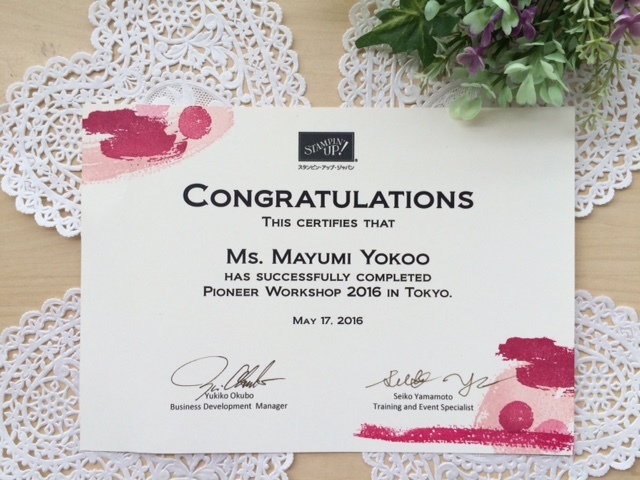 STAMPIN' UP!
スタンピン・アップ・ジャパン
CONGRATULATIONS
THIS CERTIFIES THAT
MS. MAYUMI YOKOO
HAS SUCCESSFULLY COMPLETED
PIONEER WORKSHOP 2016 IN TOKYO.
MAY 17, 2016
Yukiko Okubo
Business Development Manager
Seiko Yamamoto
Training and Event Specialist